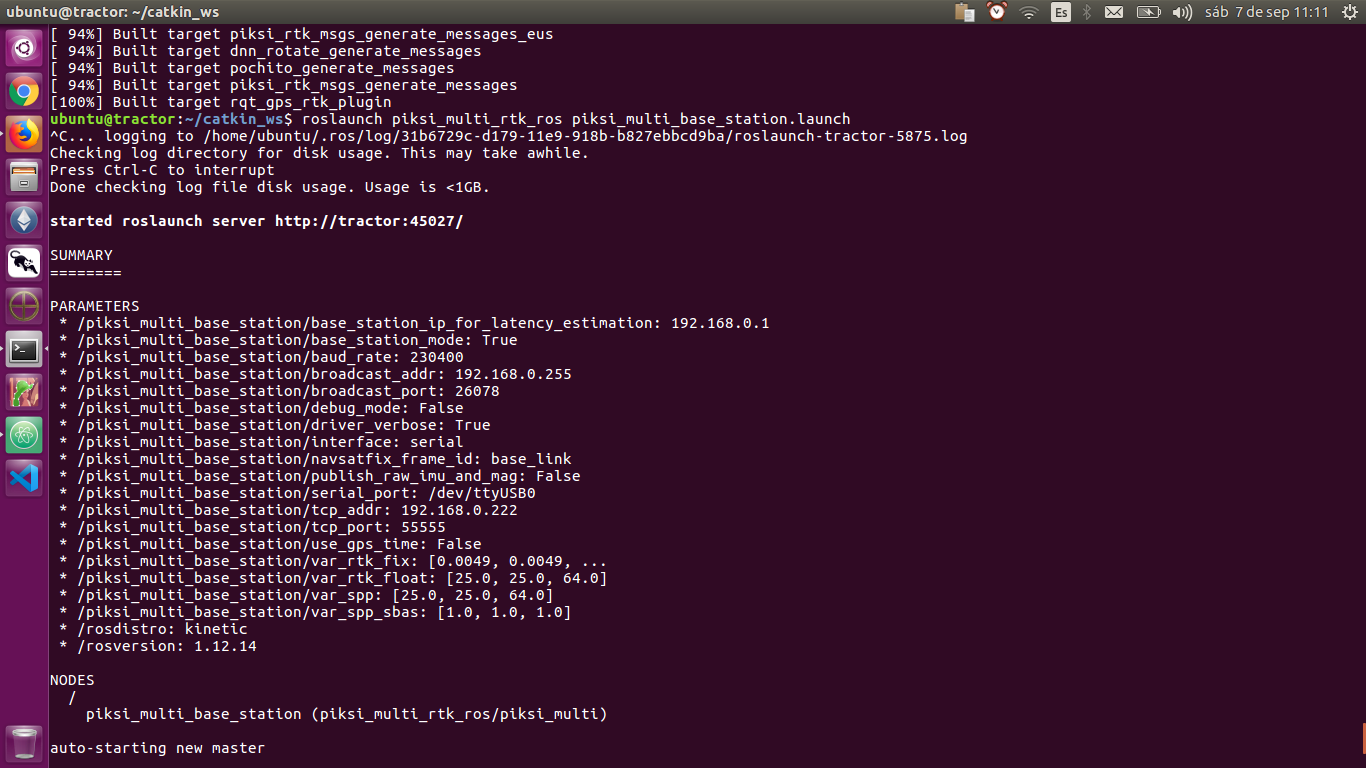 ubuntu@tractor: ~/catkin_ws
Es
sáb 7 de sep 11:11
[ 94%] Built target piksi_rtk_msgs_generate_messages_eus
[ 94%] Built target dnn_rotate_generate_messages
[ 94%] Built target pochito_generate_messages
[ 94%] Built target piksi_rtk_msgs_generate_messages
[100%] Built target rqt_gps_rtk_plugin
ubuntu@tractor:~/catkin_ws$ roslaunch piksi_multi_rtk_ros piksi_multi_base_station.launch
^C... logging to /home/ubuntu/.ros/log/31b6729c-d179-11e9-918b-b827ebbcd9ba/roslaunch-tractor-5875.log
Checking log directory for disk usage. This may take awhile.
Press Ctrl-C to interrupt
Done checking log file disk usage. Usage is <1GB.
started roslaunch server http://tractor:45027/
SUMMARY
========
PARAMETERS
* /piksi_multi_base_station/base_station_ip_for_latency_estimation: 192.168.0.1
* /piksi_multi_base_station/base_station_mode: True
* /piksi_multi_base_station/baud_rate: 230400
* /piksi_multi_base_station/broadcast_addr: 192.168.0.255
* /piksi_multi_base_station/broadcast_port: 26078
* /piksi_multi_base_station/debug_mode: False
* /piksi_multi_base_station/driver_verbose: True
* /piksi_multi_base_station/interface: serial
* /piksi_multi_base_station/navsatfix_frame_id: base_link
* /piksi_multi_base_station/publish_raw_imu_and_mag: False
* /piksi_multi_base_station/serial_port: /dev/ttyUSB0
* /piksi_multi_base_station/tcp_addr: 192.168.0.222
* /piksi_multi_base_station/tcp_port: 55555
* /piksi_multi_base_station/use_gps_time: False
* /piksi_multi_base_station/var_rtk_fix: [0.0049, 0.0049, ...
* /piksi_multi_base_station/var_rtk_float: [25.0, 25.0, 64.0]
* /piksi_multi_base_station/var_spp: [25.0, 25.0, 64.0]
* /piksi_multi_base_station/var_spp_sbas: [1.0, 1.0, 1.0]
* /rosdistro: kinetic
* /rosversion: 1.12.14
NODES
/
piksi_multi_base_station (piksi_multi_rtk_ros/piksi_multi)
auto-starting new master